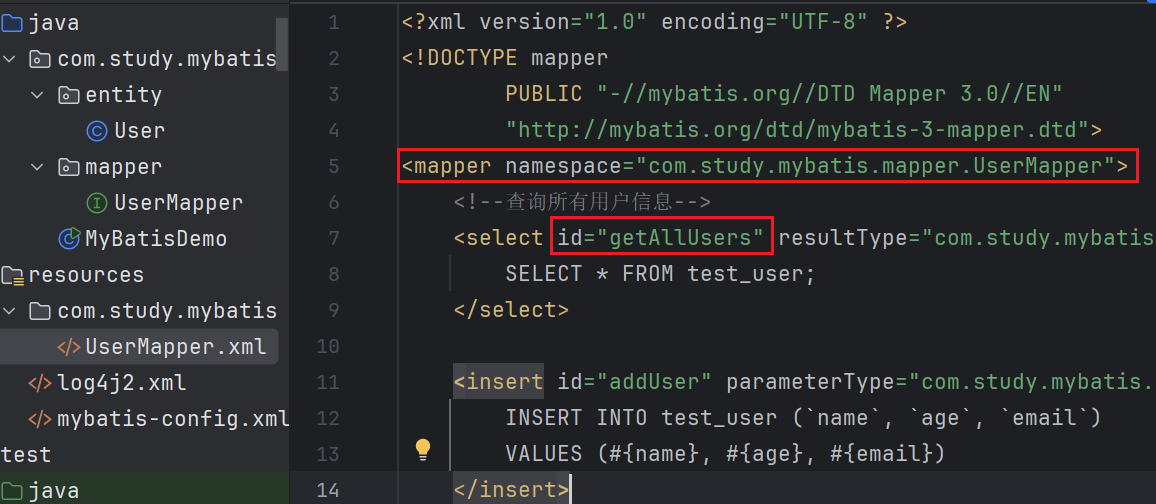 java
com.study.mybatis
entity
User
mapper
UserMapper
MyBatisDemo
resources
com.study.mybatis
UserMapper.xml
log4j2.xml
mybatis-config.xml
test
java
1 <?xml version="1.0" encoding="UTF-8" ?>
2 <!DOCTYPE mapper
3 PUBLIC "-//mybatis.org//DTD Mapper 3.0//EN"
4 "http://mybatis.org/dtd/mybatis-3-mapper.dtd">
5 <mapper namespace="com.study.mybatis.mapper.UserMapper">
6 <!--查询所有用户信息-->
7 <select id="getAllUsers" resultType="com.study.mybatis
8 SELECT * FROM test_user;
9 </select>
10
11 <insert id="addUser" parameterType="com.study.mybatis.
12 INSERT INTO test_user (`name`, `age`, `email`)
13 VALUES (#{name}, #{age}, #{email})
14 </insert>